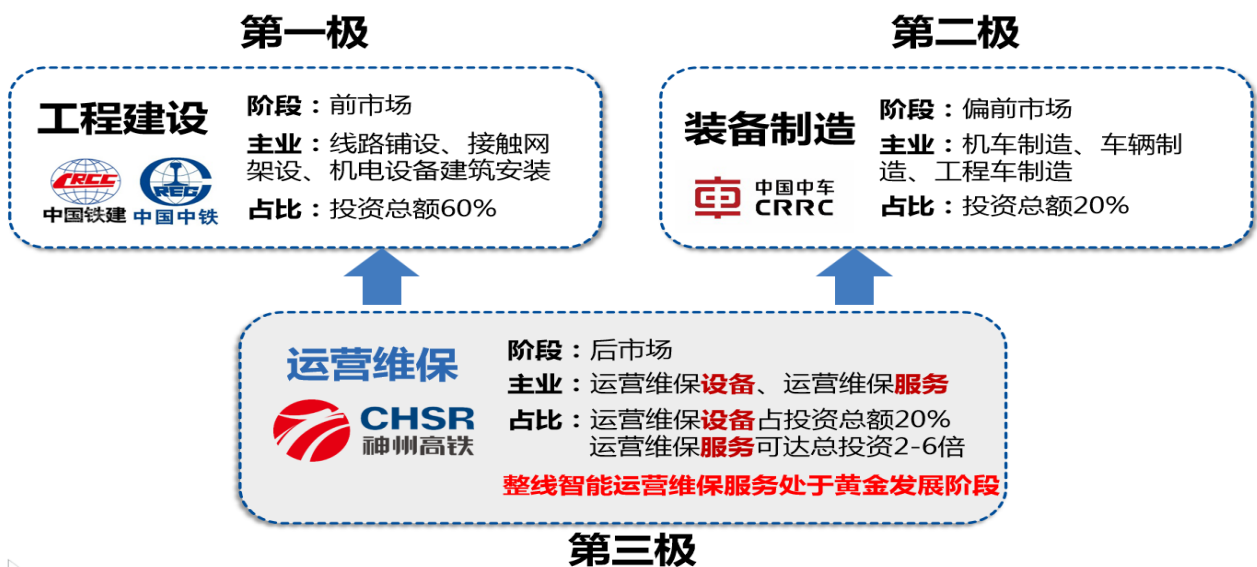 第一极
工程建设
CRCC
中国铁建
CREG
中国中铁
阶段：前市场
主业：线路铺设、接触网
架设、机电设备建筑安装
占比：投资总额60%
第二极
装备制造
中国中车
CRRC
阶段：偏前市场
主业：机车制造、车辆制
造、工程车制造
占比：投资总额20%
运营维保
CHSR
神州高铁
阶段：后市场
主业：运营维保设备、运营维保服务
占比：运营维保设备占投资总额20%
运营维保服务可达总投资2-6倍
整线智能运营维保服务处于黄金发展阶段
第三极